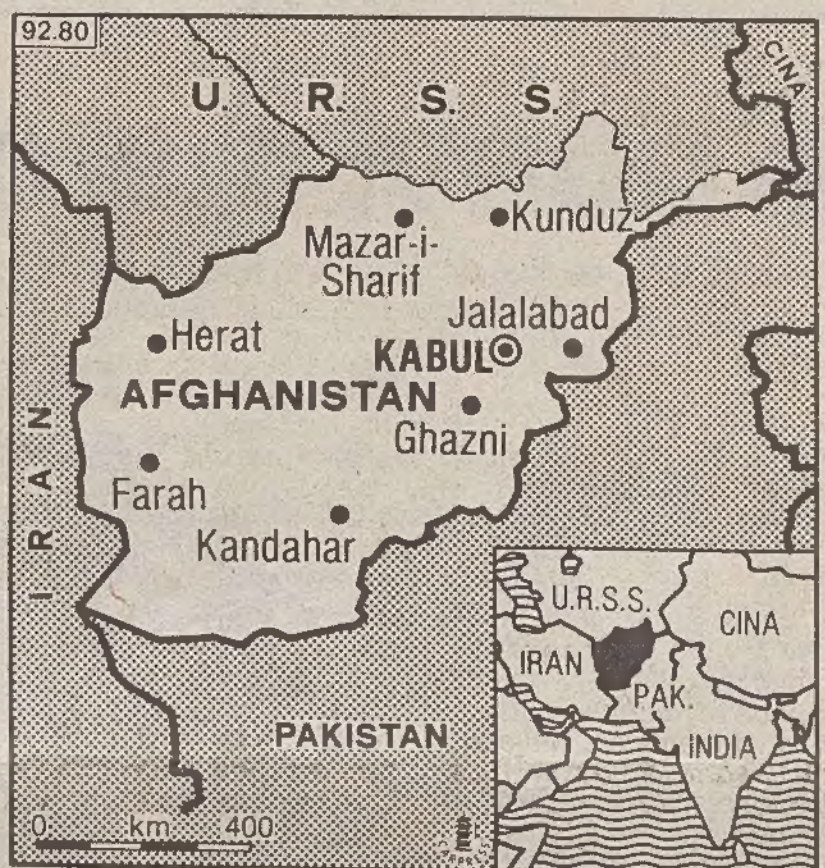 92.80
CINA
U. R. S. S.
Mazar-i-
Sharif
Kunduz
Jalalabad
Herat
KABUL
AFGHANISTAN
Ghazni
IRAN
Farah
Kandahar
PAKISTAN
0 km 400
U.R.S.S.
CINA
IRAN
PAK.
INDIA